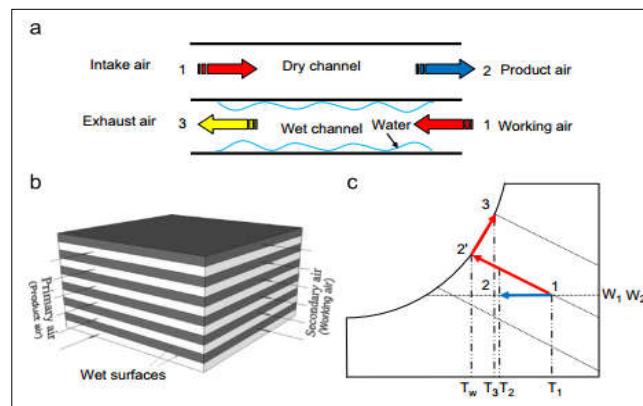 a
Intake air 1 Dry channel 2 Product air
Exhaust air 3 Wet channel Water 1 Working air
b
Primary air
(Product air)
Secondary air
(Working air)
Wet surfaces
c
3
2'
2 1 W₁ W₂
T_w T₃ T₂ T₁